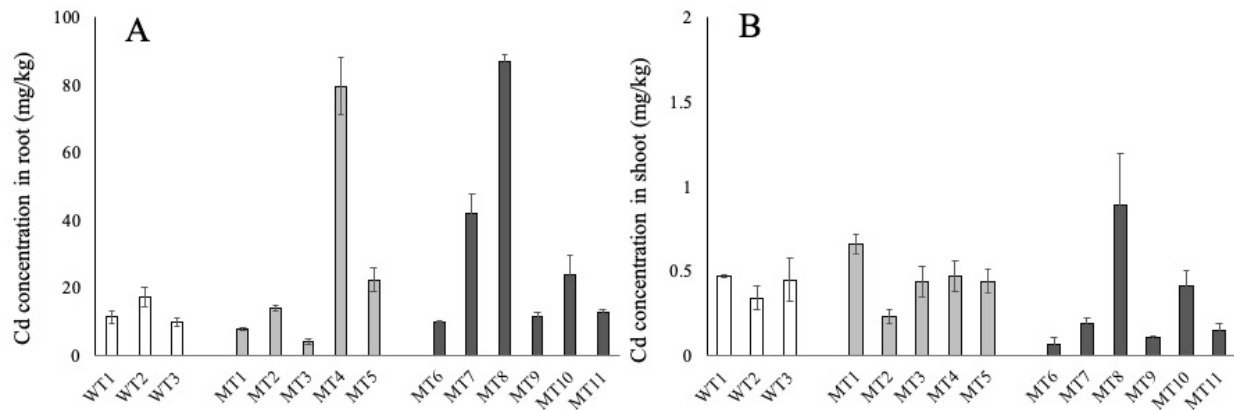 A
Cd concentration in root (mg/kg)
100
80
60
40
20
0
WT1
WT2
WT3
MT1
MT2
MT3
MT4
MT5
MT6
MT7
MT8
MT9
MT10
MT11
B
Cd concentration in shoot (mg/kg)
2
1.5
1
0.5
0
WT1
WT2
WT3
MT1
MT2
MT3
MT4
MT5
MT6
MT7
MT8
MT9
MT10
MT11